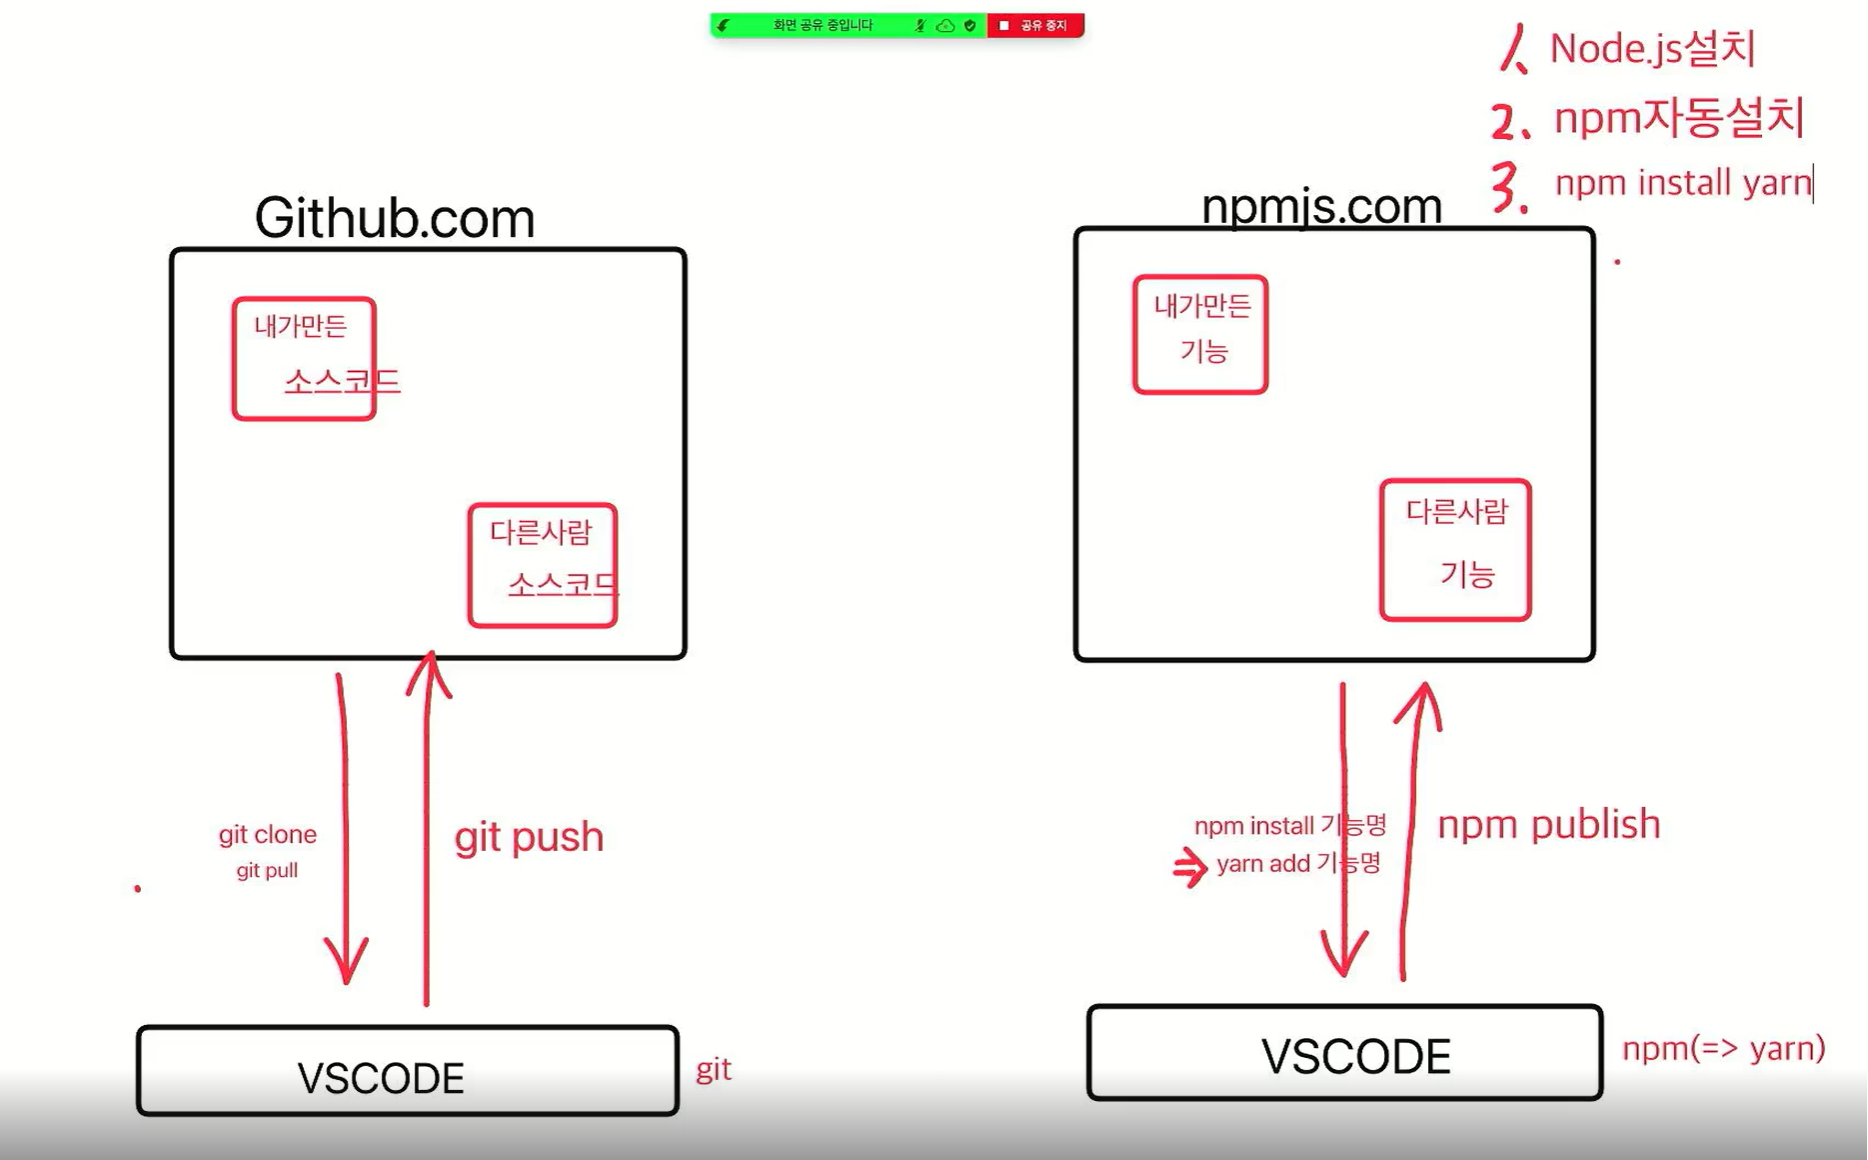 화면 공유 중입니다 공유 중지
1. Node.js설치
2. npm자동설치
3. npm install yarn
Github.com
내가만든
소스코드
다른사람
소스코드
git clone
git pull
git push
VSCODE
git
npmjs.com
내가만든
기능
다른사람
기능
npm install 기능명
⇒ yarn add 기능명
npm publish
VSCODE
npm(=> yarn)